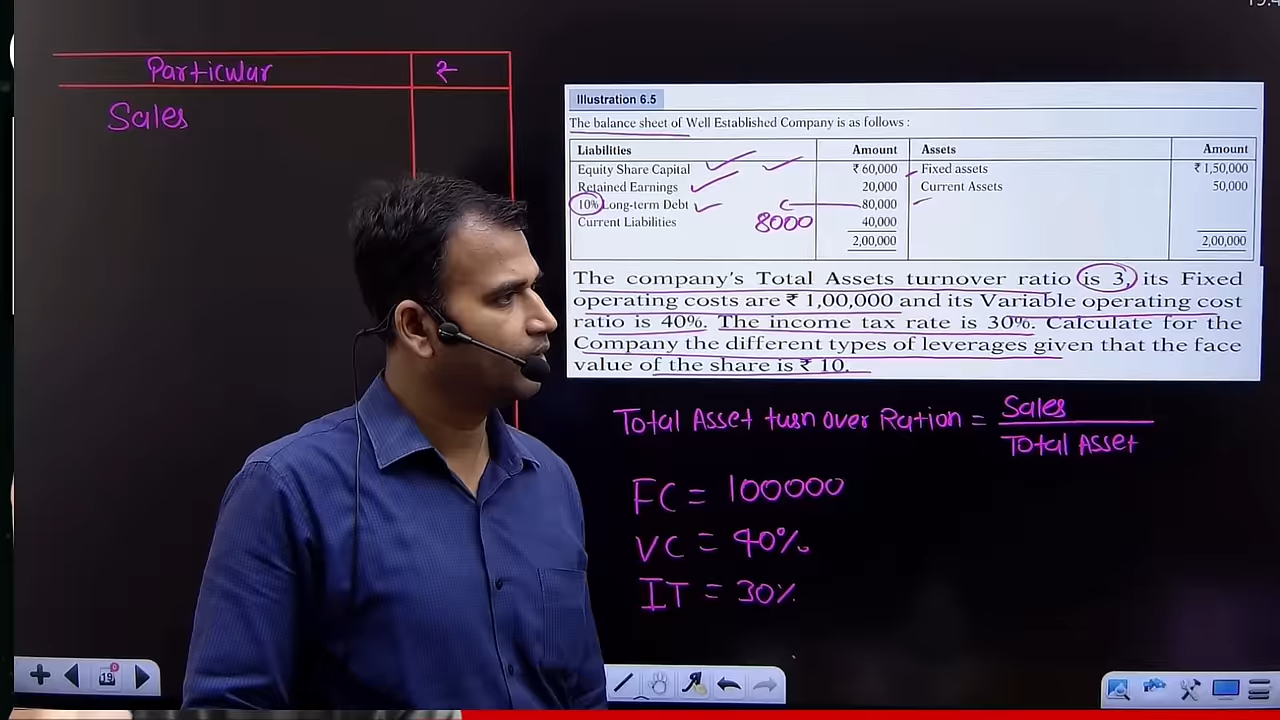 Particular ₹
Sales
Illustration 6.5
The balance sheet of Well Established Company is as follows :
Liabilities Amount Assets Amount
Equity Share Capital ₹ 60,000 Fixed assets ₹ 1,50,000
Retained Earnings 20,000 Current Assets 50,000
10% Long-term Debt 80,000
8000
Current Liabilities 40,000
2,00,000 2,00,000
The company's Total Assets turnover ratio is 3, its Fixed
operating costs are ₹ 1,00,000 and its Variable operating cost
ratio is 40%. The income tax rate is 30%. Calculate for the
Company the different types of leverages given that the face
value of the share is ₹ 10.
Total Asset turn over Ration = Sales
Total Asset
FC = 100000
VC = 40%
IT = 30%
19